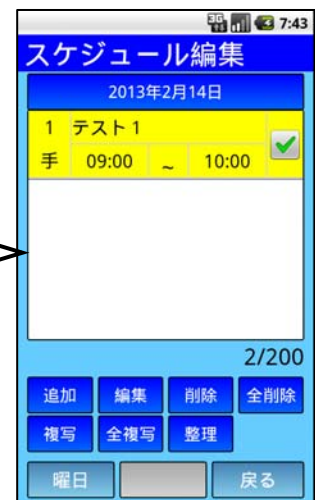 3G 7:43
スケジュール編集
2013年2月14日
1 テスト1
手 09:00 ~ 10:00
>
2/200
追加 編集 削除 全削除
複写 全複写 整理
曜日 戻る